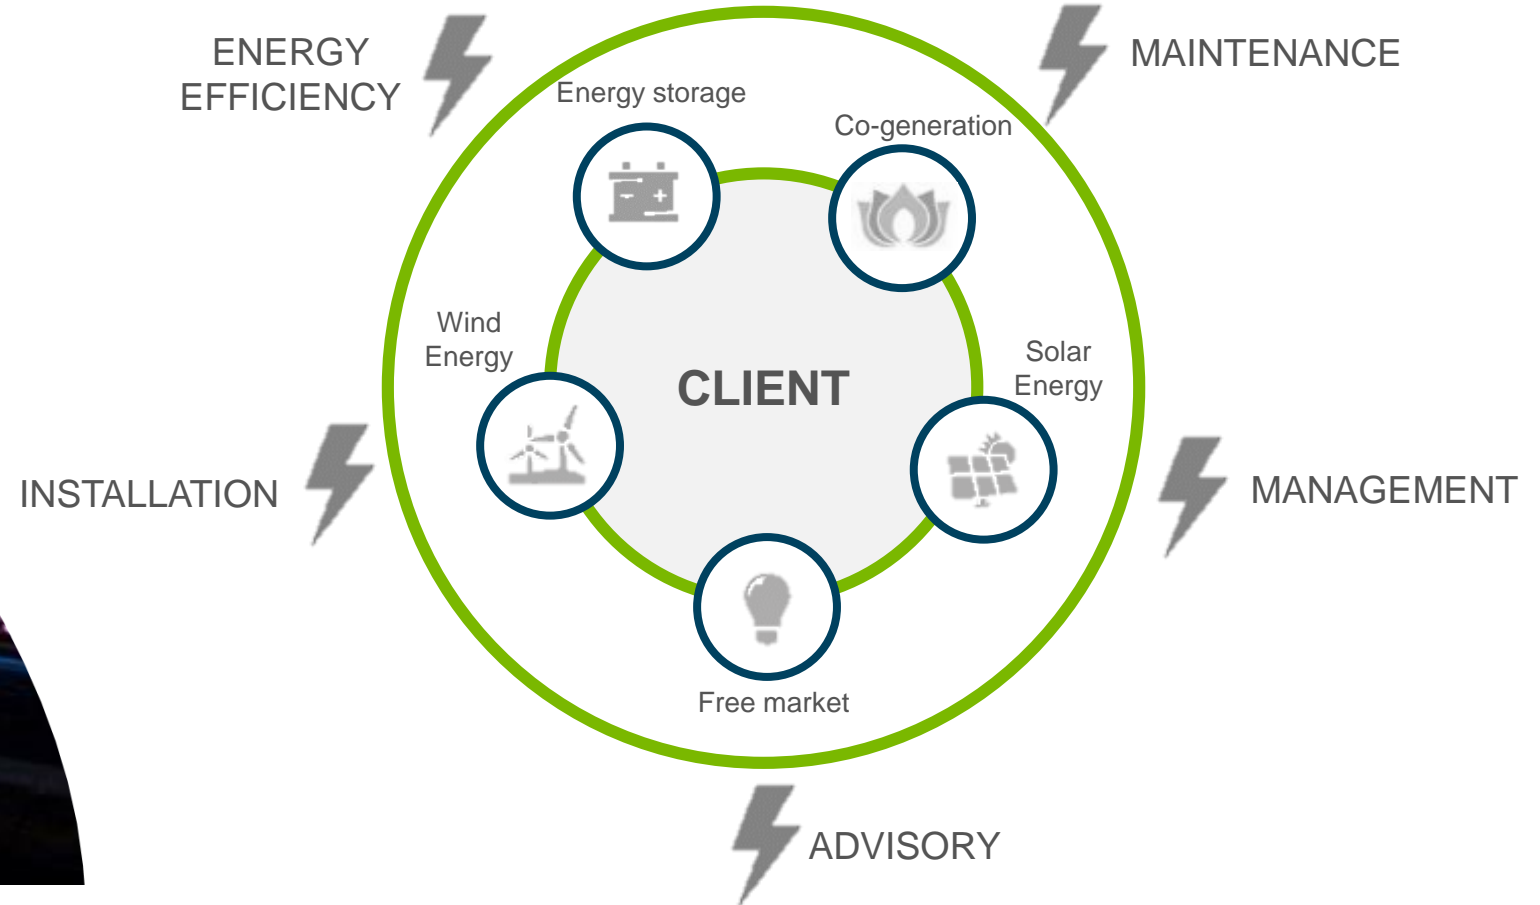 ENERGY
EFFICIENCY
MAINTENANCE
Energy storage
Co-generation
Wind
Energy
Solar
Energy
CLIENT
INSTALLATION
MANAGEMENT
Free market
ADVISORY